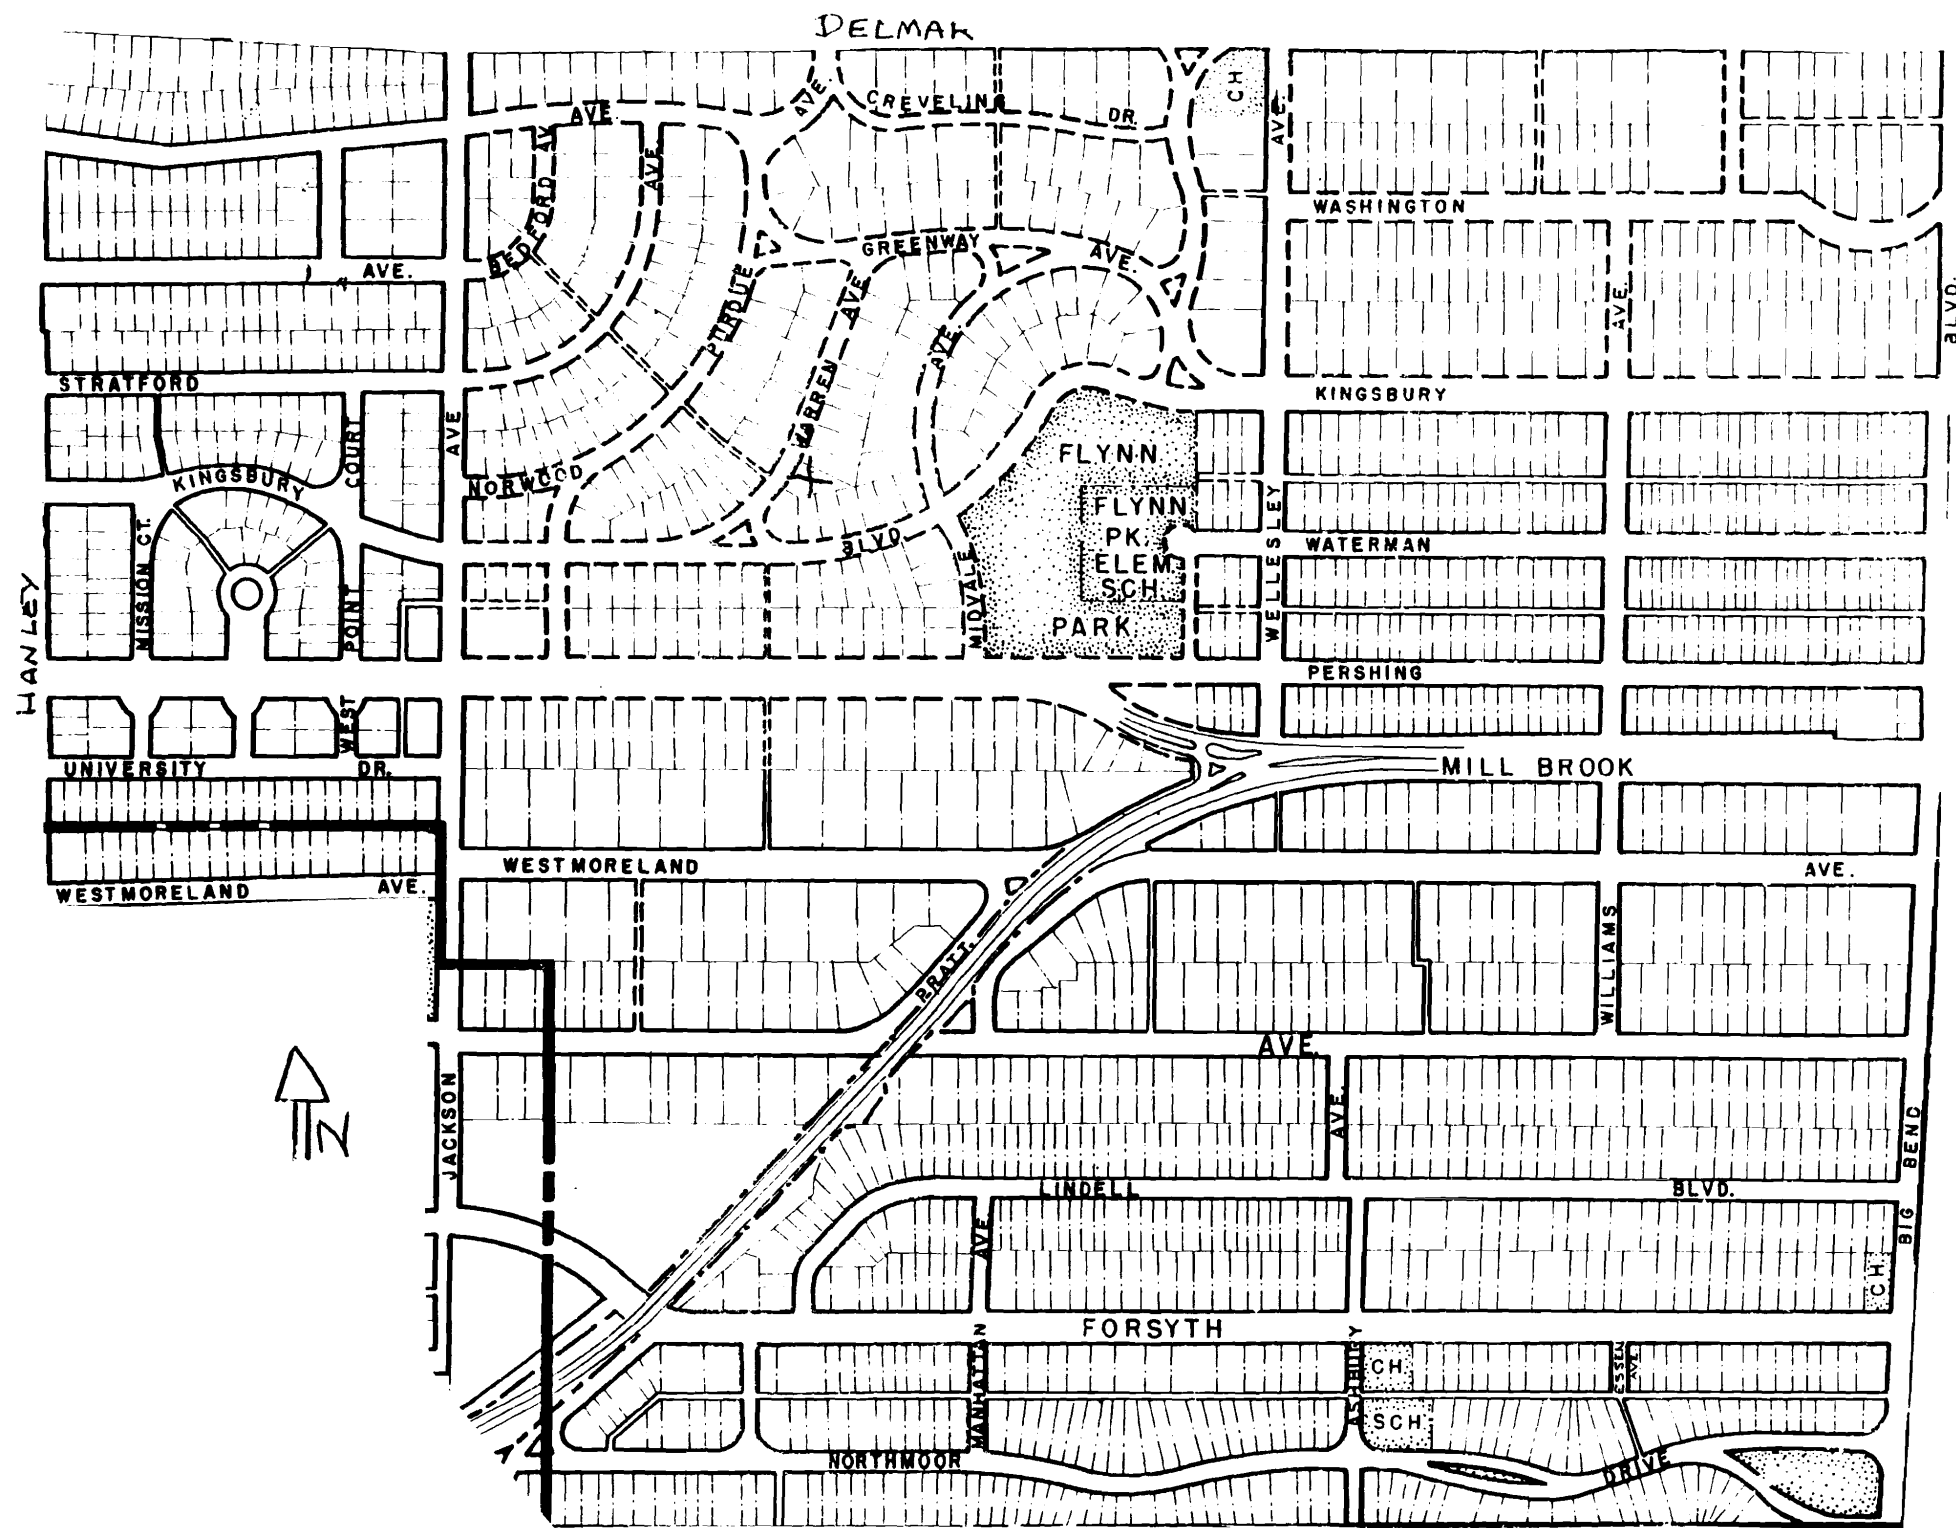 DELMAR
CREVELING
AVE.
AVE.
DR.
CH
AVE.
BEDFORD AV.
AVE.
WASHINGTON
GREENWAY
AVE.
AVE.
PURDUE
WARREN AVE
AVE.
AVE.
BLVD.
STRATFORD
KINGSBURY
KINGSBURY
COURT
AVE
NORWOOD
FLYNN
FLYNN
PK.
ELEM.
SCH.
PARK
BLVD.
MIDVALE
WELLESLEY
WATERMAN
HANLEY
MISSION CT.
WEST POINT
PERSHING
UNIVERSITY DR.
MILL BROOK
WESTMORELAND
AVE.
WESTMORELAND AVE.
PRATT
WILLIAMS
AVE.
N
JACKSON
AVE.
BIG BEND
LINDELL
BLVD.
AVE
CH.
FORSYTH
MANHATTAN
ASHBURY
CH.
ESSEX AVE.
SCH.
NORTHMOOR
DRIVE